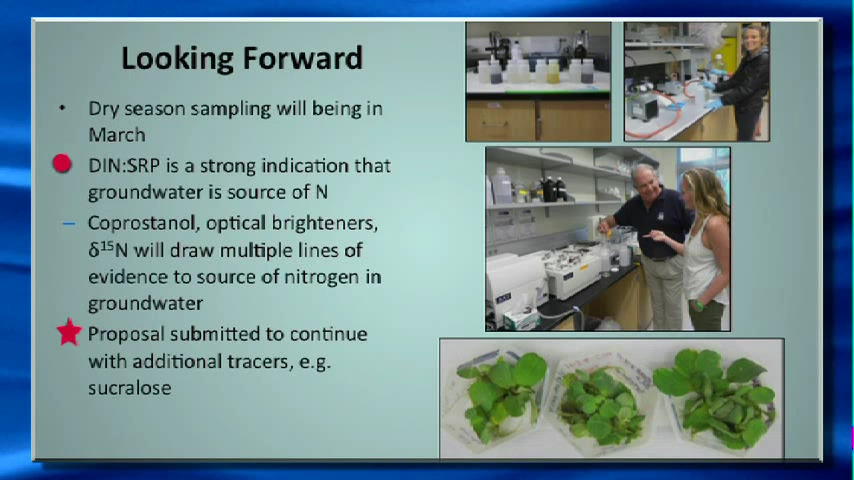 Looking Forward
• Dry season sampling will being in
March
DIN:SRP is a strong indication that
groundwater is source of N
– Coprostanol, optical brighteners,
δ¹⁵N will draw multiple lines of
evidence to source of nitrogen in
groundwater
Proposal submitted to continue
with additional tracers, e.g.
sucralose